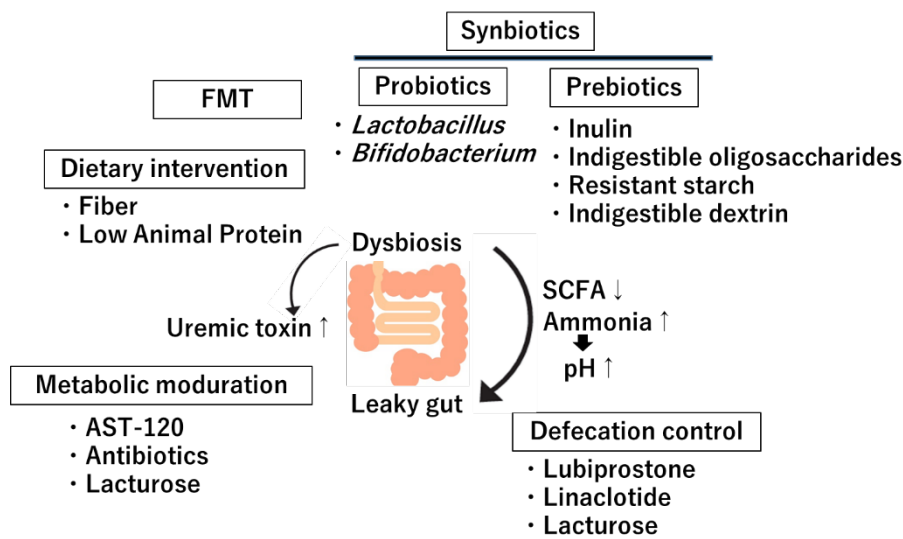 Synbiotics
FMT
Probiotics
・Lactobacillus
・Bifidobacterium
Prebiotics
・Inulin
・Indigestible oligosaccharides
・Resistant starch
・Indigestible dextrin
Dietary intervention
・Fiber
・Low Animal Protein
Dysbiosis
Uremic toxin ↑
SCFA ↓
Ammonia ↑
pH ↑
Leaky gut
Metabolic moduration
・AST-120
・Antibiotics
・Lacturose
Defecation control
・Lubiprostone
・Linaclotide
・Lacturose